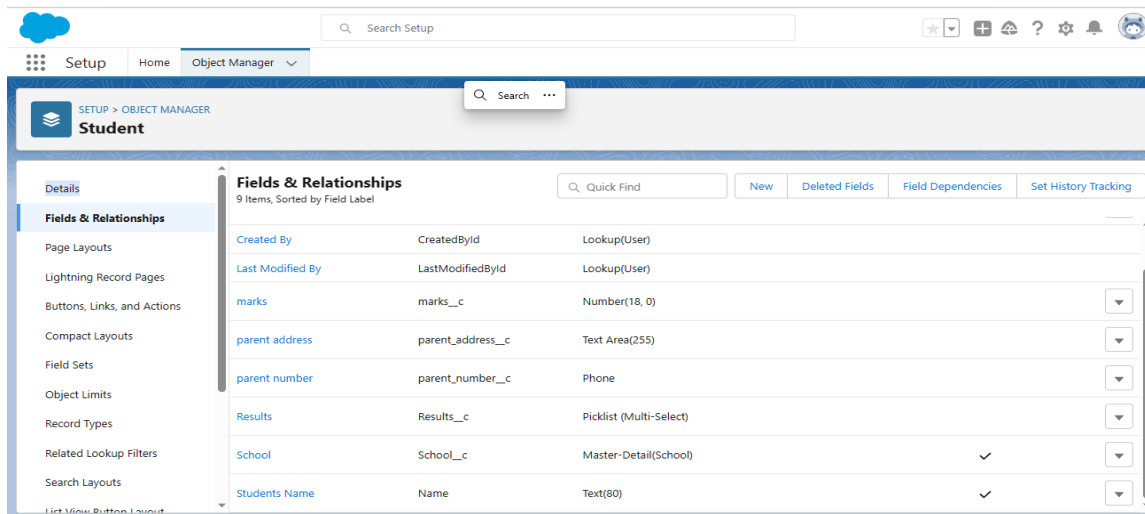 Search Setup
Setup Home Object Manager
Search
SETUP > OBJECT MANAGER
Student
Details
Fields & Relationships
Page Layouts
Lightning Record Pages
Buttons, Links, and Actions
Compact Layouts
Field Sets
Object Limits
Record Types
Related Lookup Filters
Search Layouts
List View Button Layout
Fields & Relationships
9 Items, Sorted by Field Label
Quick Find New Deleted Fields Field Dependencies Set History Tracking
Created By CreatedById Lookup(User)
Last Modified By LastModifiedById Lookup(User)
marks marks__c Number(18, 0)
parent address parent_address__c Text Area(255)
parent number parent_number__c Phone
Results Results__c Picklist (Multi-Select)
School School__c Master-Detail(School)
Students Name Name Text(80)